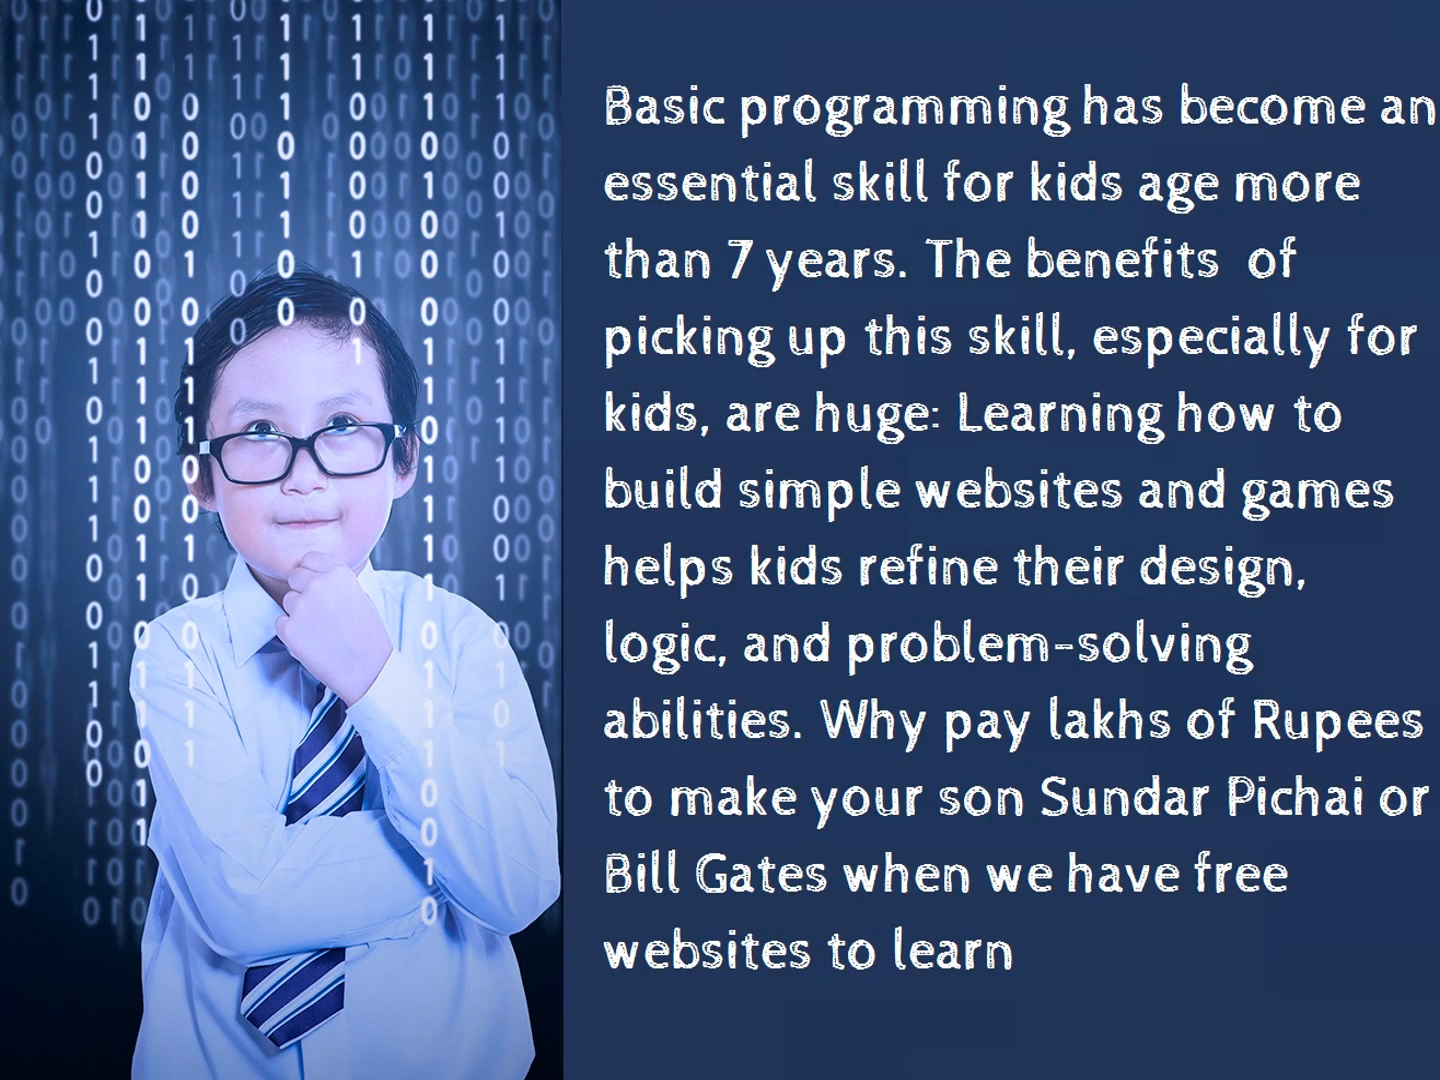 Basic programming has become an
essential skill for kids age more
than 7 years. The benefits  of
picking up this skill, especially for
kids, are huge: Learning how to
build simple websites and games
helps kids refine their design,
logic, and problem-solving
abilities. Why pay lakhs of Rupees
to make your son Sundar Pichai or
Bill Gates when we have free
websites to learn